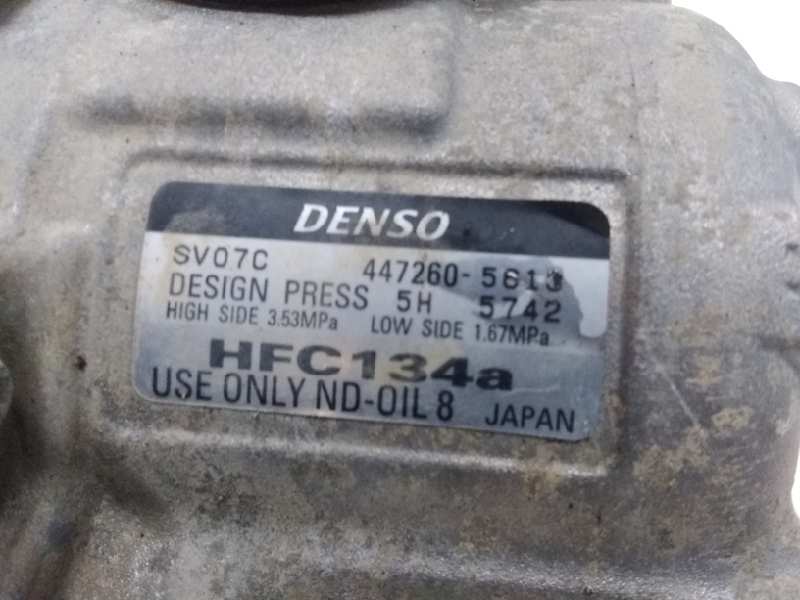 DENSO
SV07C 447260-5613
DESIGN PRESS 5H 5742
HIGH SIDE 3.53MPa LOW SIDE 1.67MPa
HFC134a
USE ONLY ND-OIL 8 JAPAN